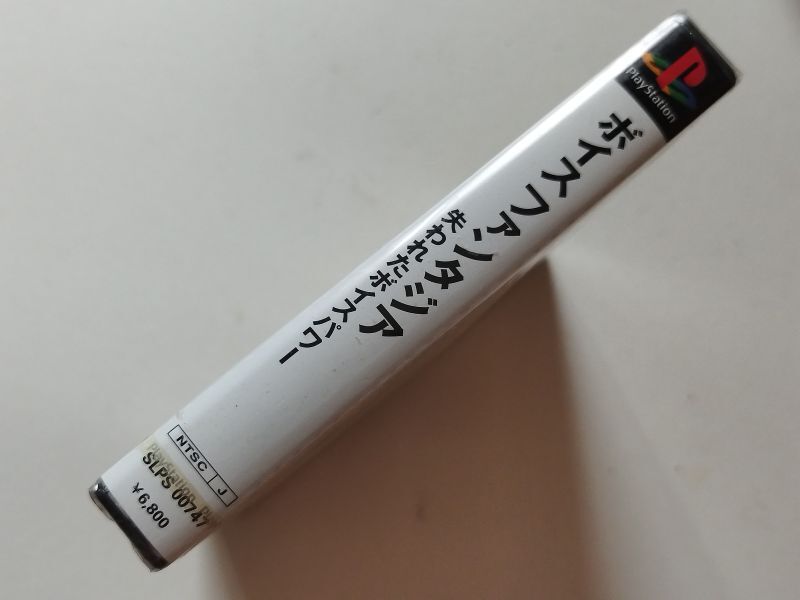 PlayStation
ボイスファンタジア
失われたボイスパワー
NTSC J
PlayStation
SLPS 00747
￥6,800